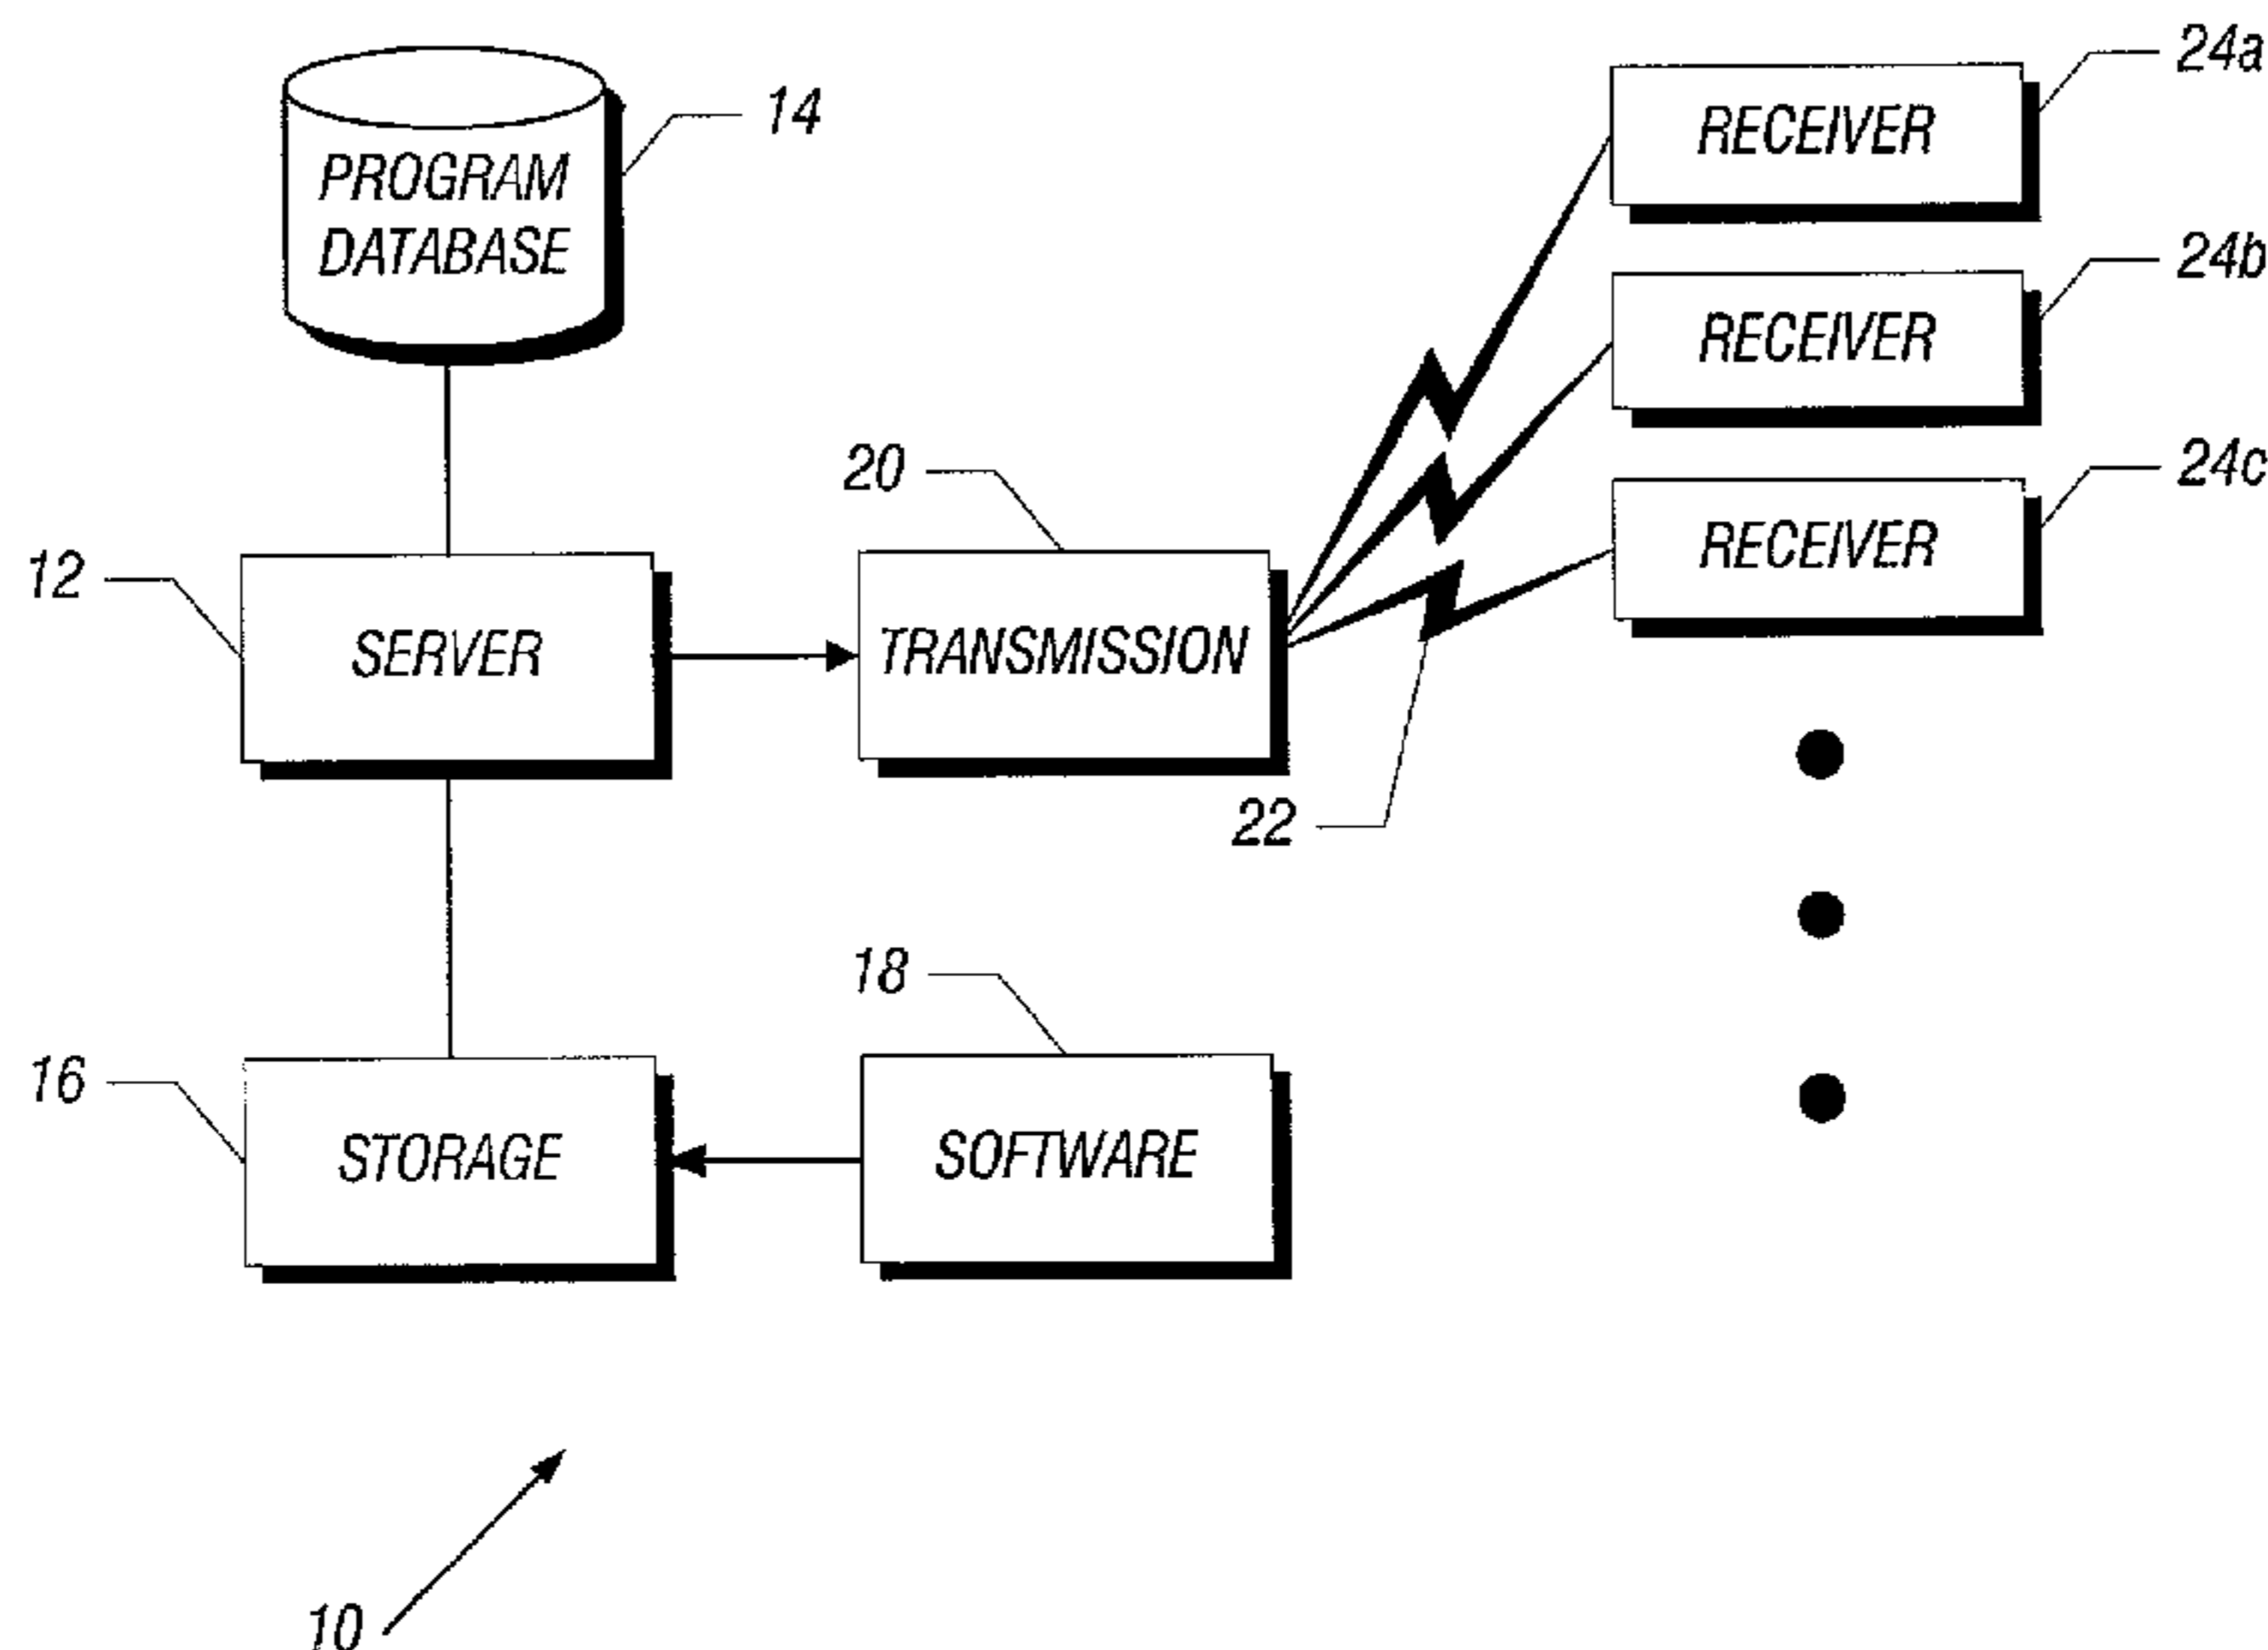 24a
RECEIVER
14
PROGRAM
DATABASE
24b
RECEIVER
24c
RECEIVER
20
12
SERVER
TRANSMISSION
22
18
16
STORAGE
SOFTWARE
10